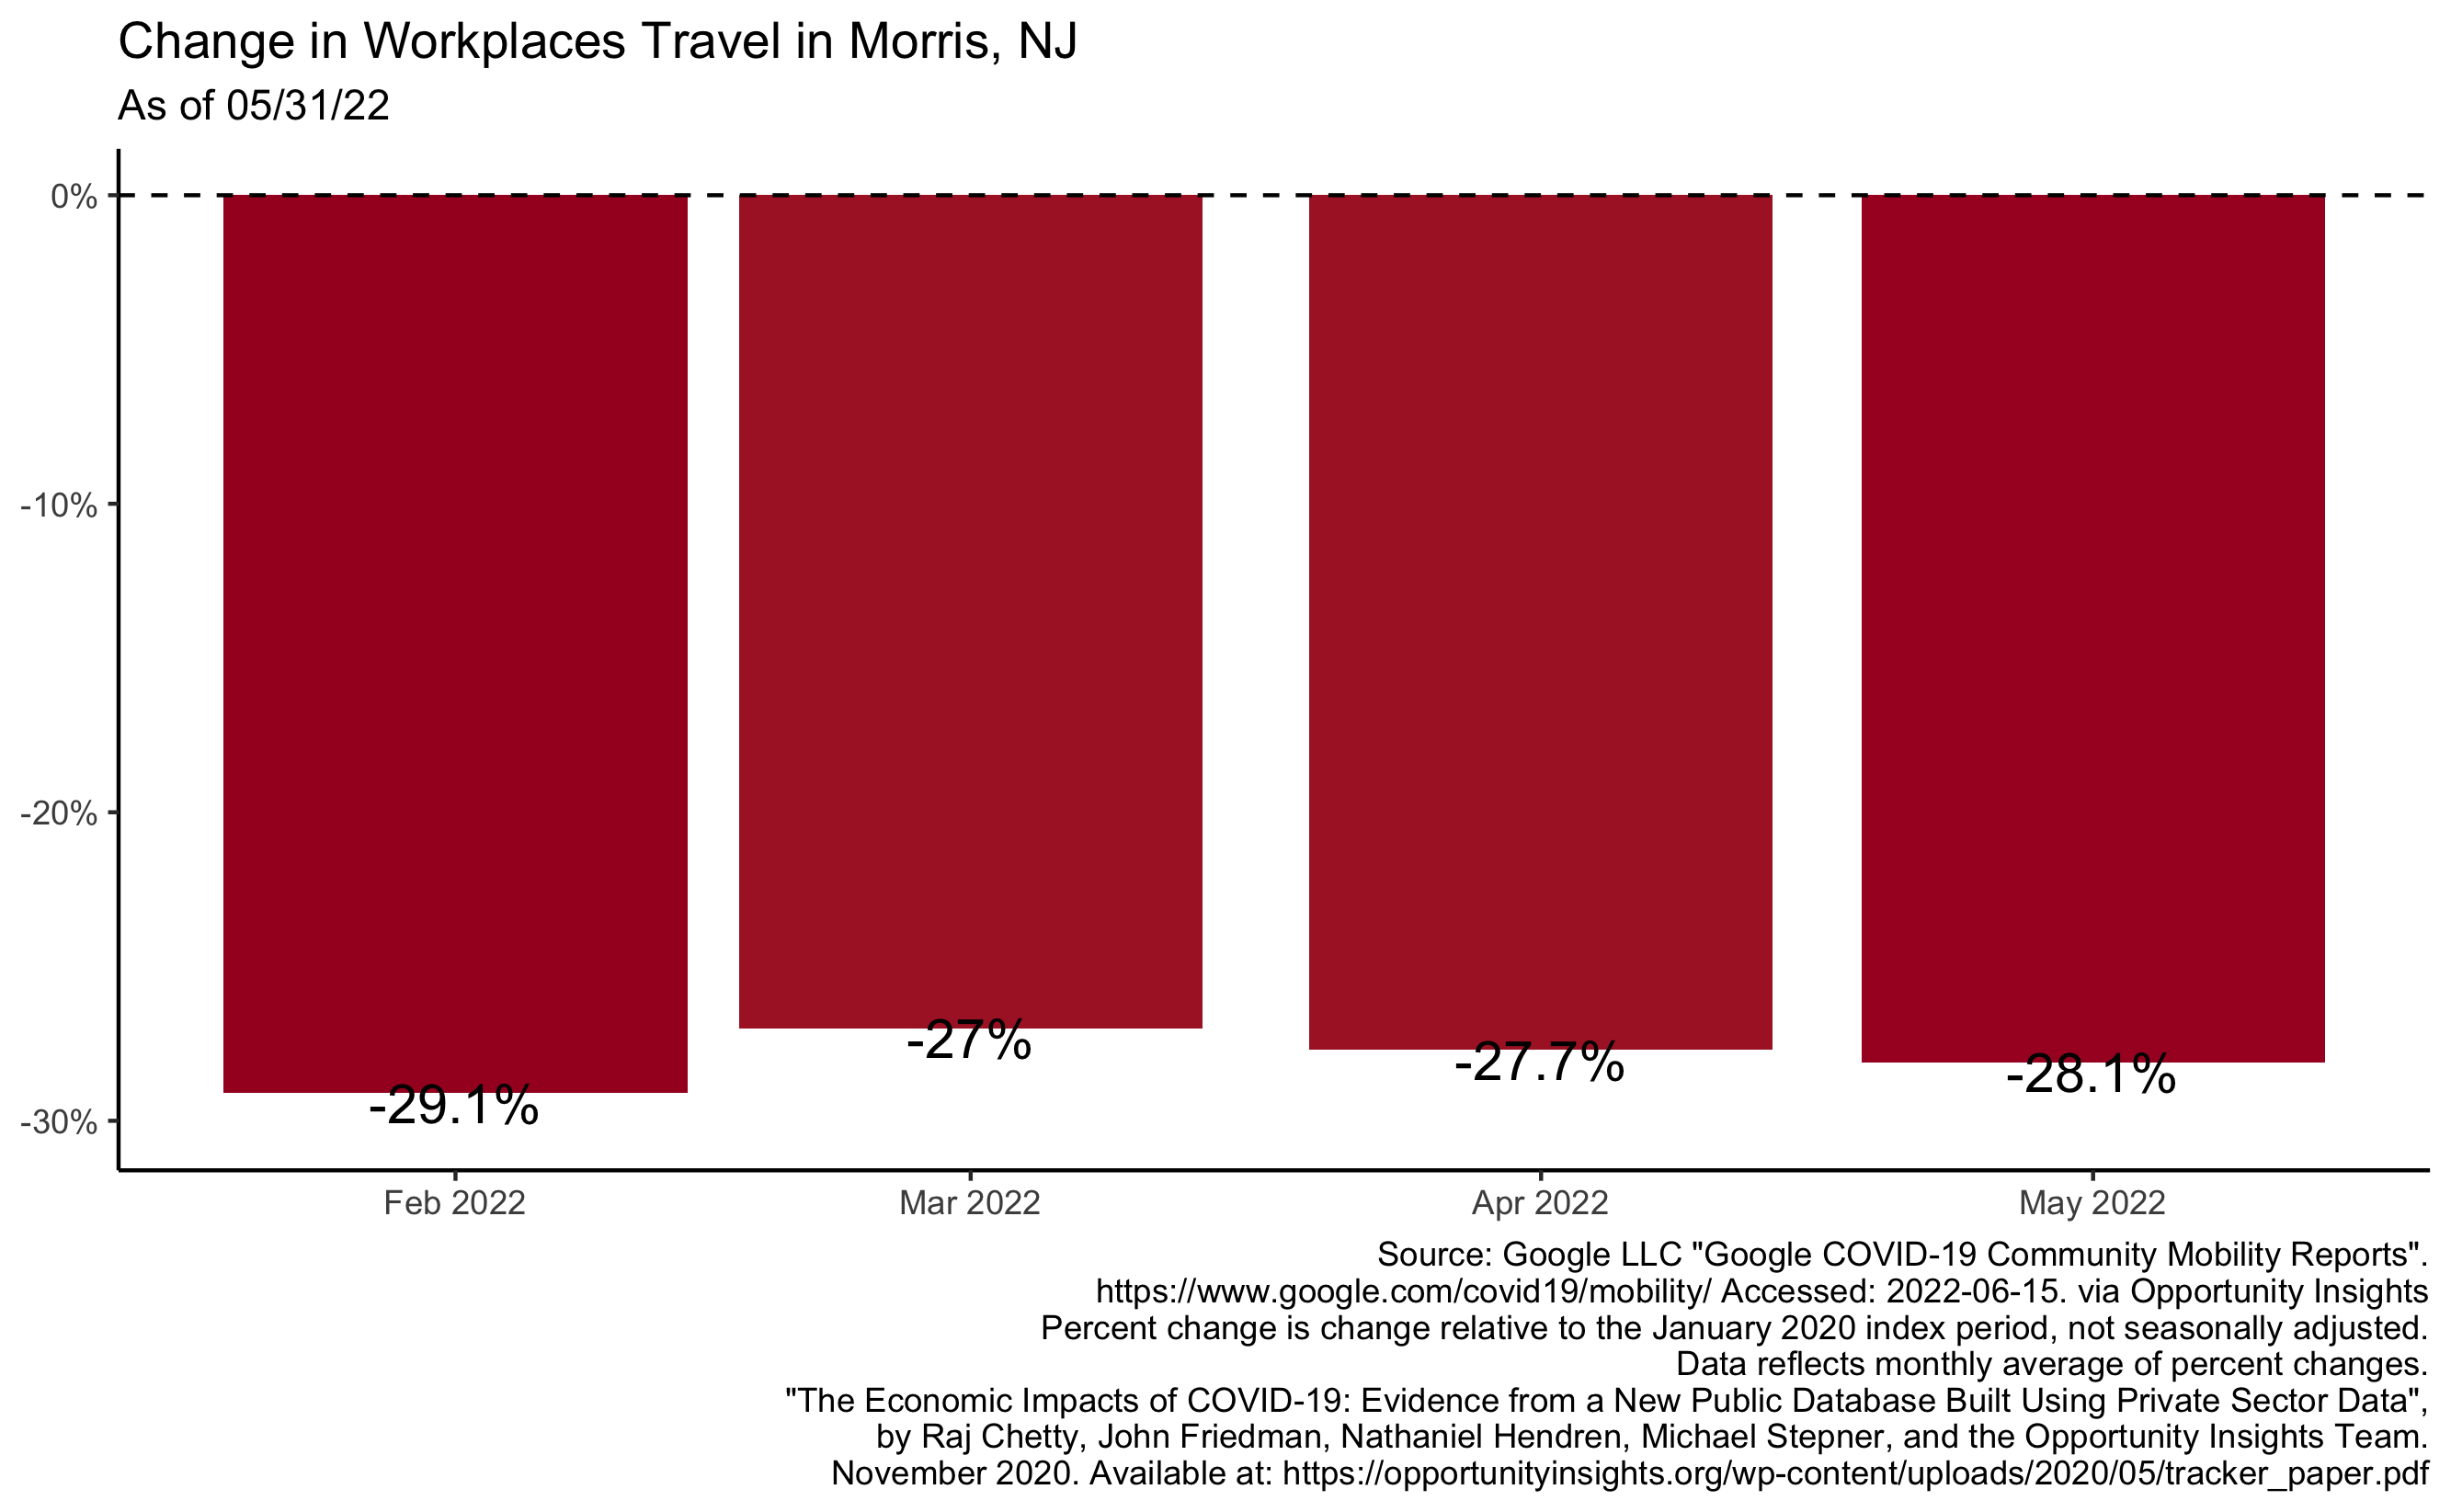 Change in Workplaces Travel in Morris, NJ
As of 05/31/22
0%
-10%
-20%
-30%
-29.1%
-27%
-27.7%
-28.1%
Feb 2022
Mar 2022
Apr 2022
May 2022
Source: Google LLC "Google COVID-19 Community Mobility Reports".
https://www.google.com/covid19/mobility/ Accessed: 2022-06-15. via Opportunity Insights
Percent change is change relative to the January 2020 index period, not seasonally adjusted.
Data reflects monthly average of percent changes.
"The Economic Impacts of COVID-19: Evidence from a New Public Database Built Using Private Sector Data",
by Raj Chetty, John Friedman, Nathaniel Hendren, Michael Stepner, and the Opportunity Insights Team.
November 2020. Available at: https://opportunityinsights.org/wp-content/uploads/2020/05/tracker_paper.pdf